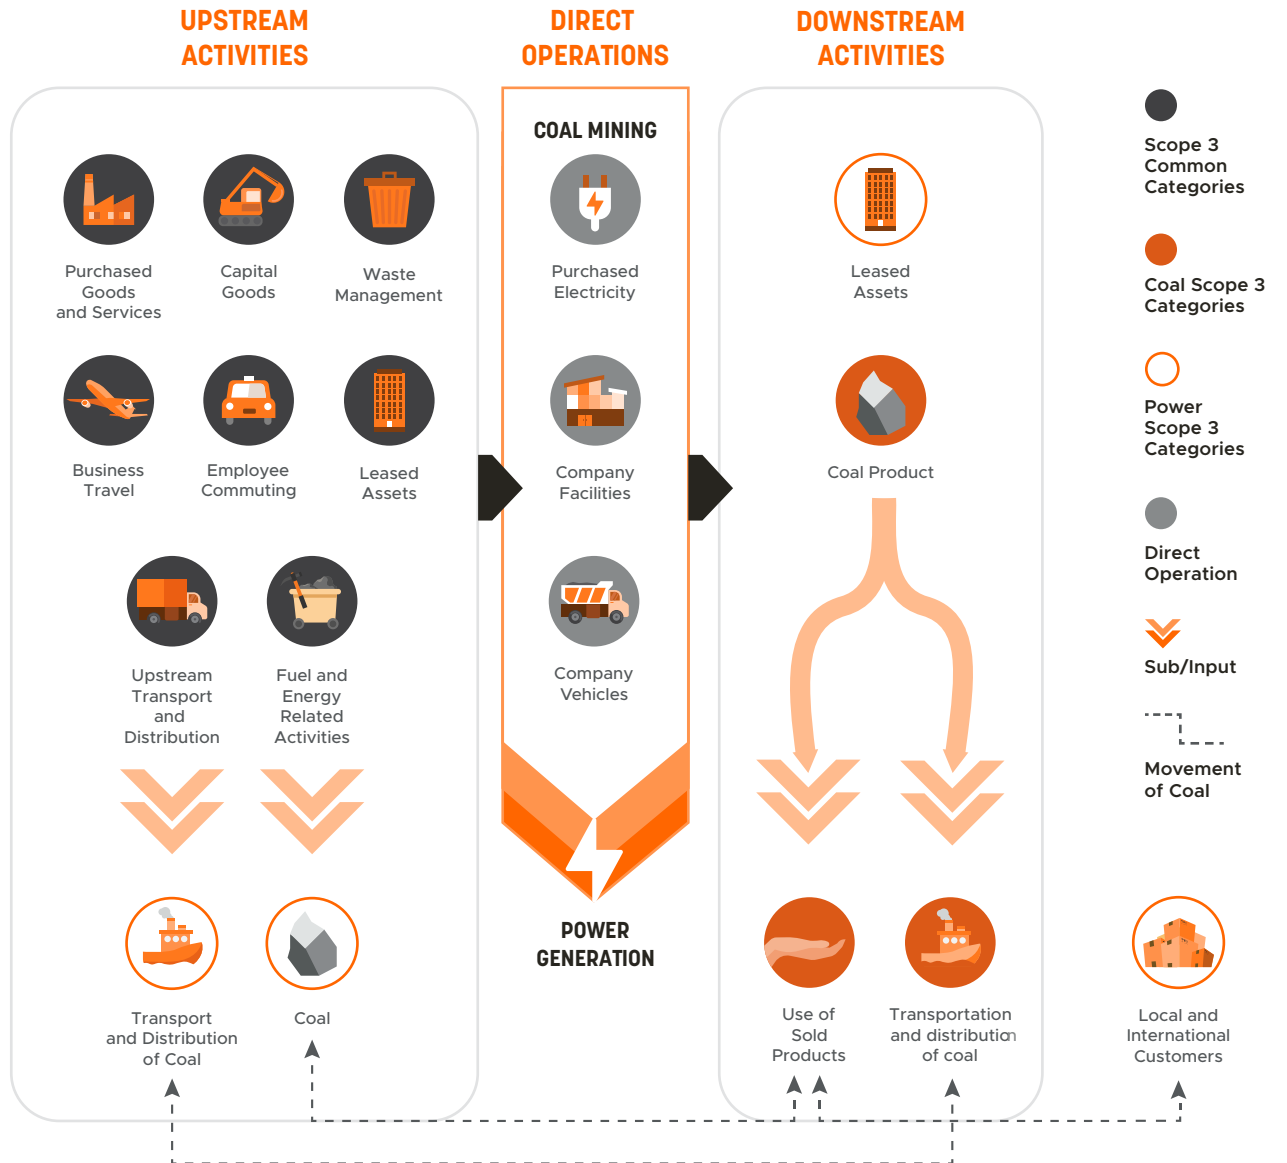 UPSTREAM
ACTIVITIES
DIRECT
OPERATIONS
DOWNSTREAM
ACTIVITIES
COAL MINING
Purchased
Goods
and Services
Capital
Goods
Waste
Management
Purchased
Electricity
Leased
Assets
Business
Travel
Employee
Commuting
Leased
Assets
Company
Facilities
Coal Product
Upstream
Transport
and
Distribution
Fuel and
Energy
Related
Activities
Company
Vehicles
POWER
GENERATION
Transport
and Distribution
of Coal
Coal
Use of
Sold
Products
Transportation
and distribution
of coal
Local and
International
Customers
Scope 3
Common
Categories
Coal Scope 3
Categories
Power
Scope 3
Categories
Direct
Operation
Sub/Input
Movement
of Coal